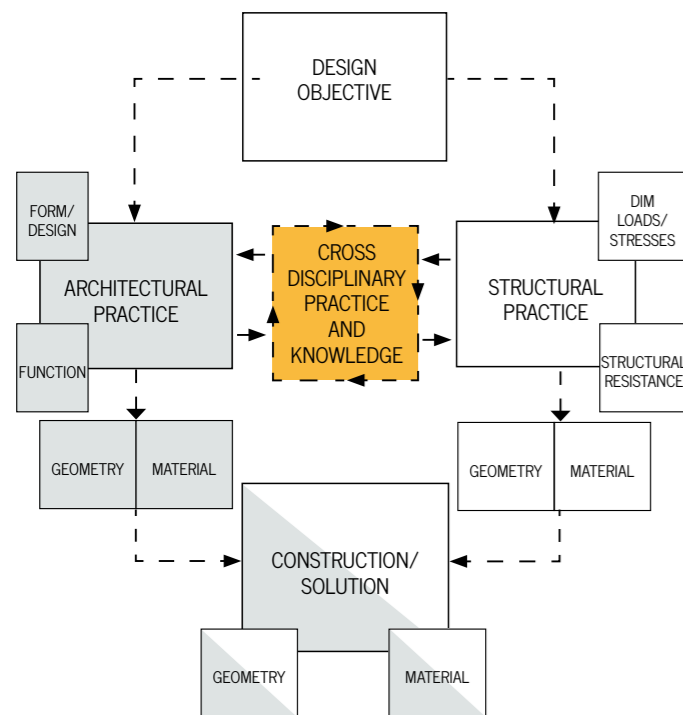 DESIGN
OBJECTIVE
FORM/
DESIGN
ARCHITECTURAL
PRACTICE
FUNCTION
CROSS
DISCIPLINARY
PRACTICE
AND
KNOWLEDGE
DIM
LOADS/
STRESSES
STRUCTURAL
PRACTICE
STRUCTURAL
RESISTANCE
GEOMETRY
MATERIAL
GEOMETRY
MATERIAL
CONSTRUCTION/
SOLUTION
GEOMETRY
MATERIAL